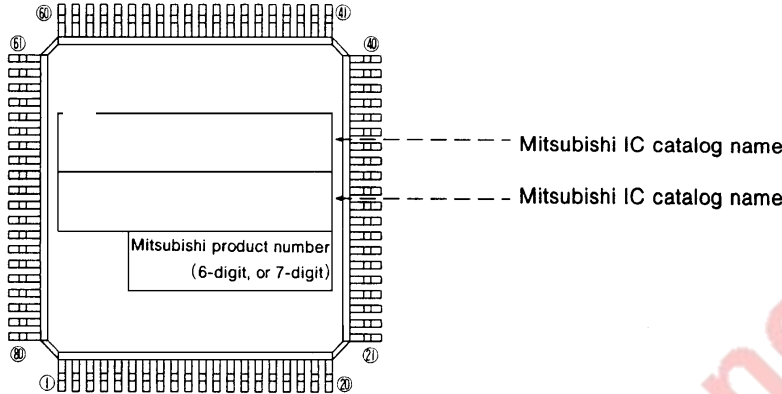 ⑥⓪ ④①
⑥① ④⓪
Mitsubishi IC catalog name
Mitsubishi IC catalog name
Mitsubishi product number
(6-digit, or 7-digit)
⑧⓪ ㉑
① ⑳